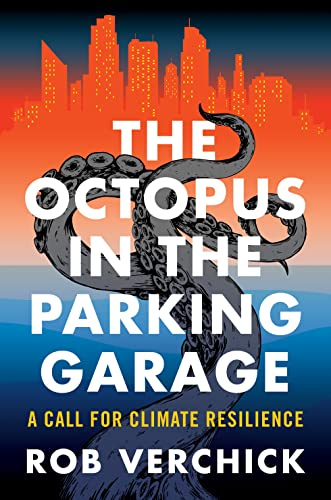 THE
OCTOPUS
IN THE
PARKING
GARAGE
A CALL FOR CLIMATE RESILIENCE
ROB VERCHICK